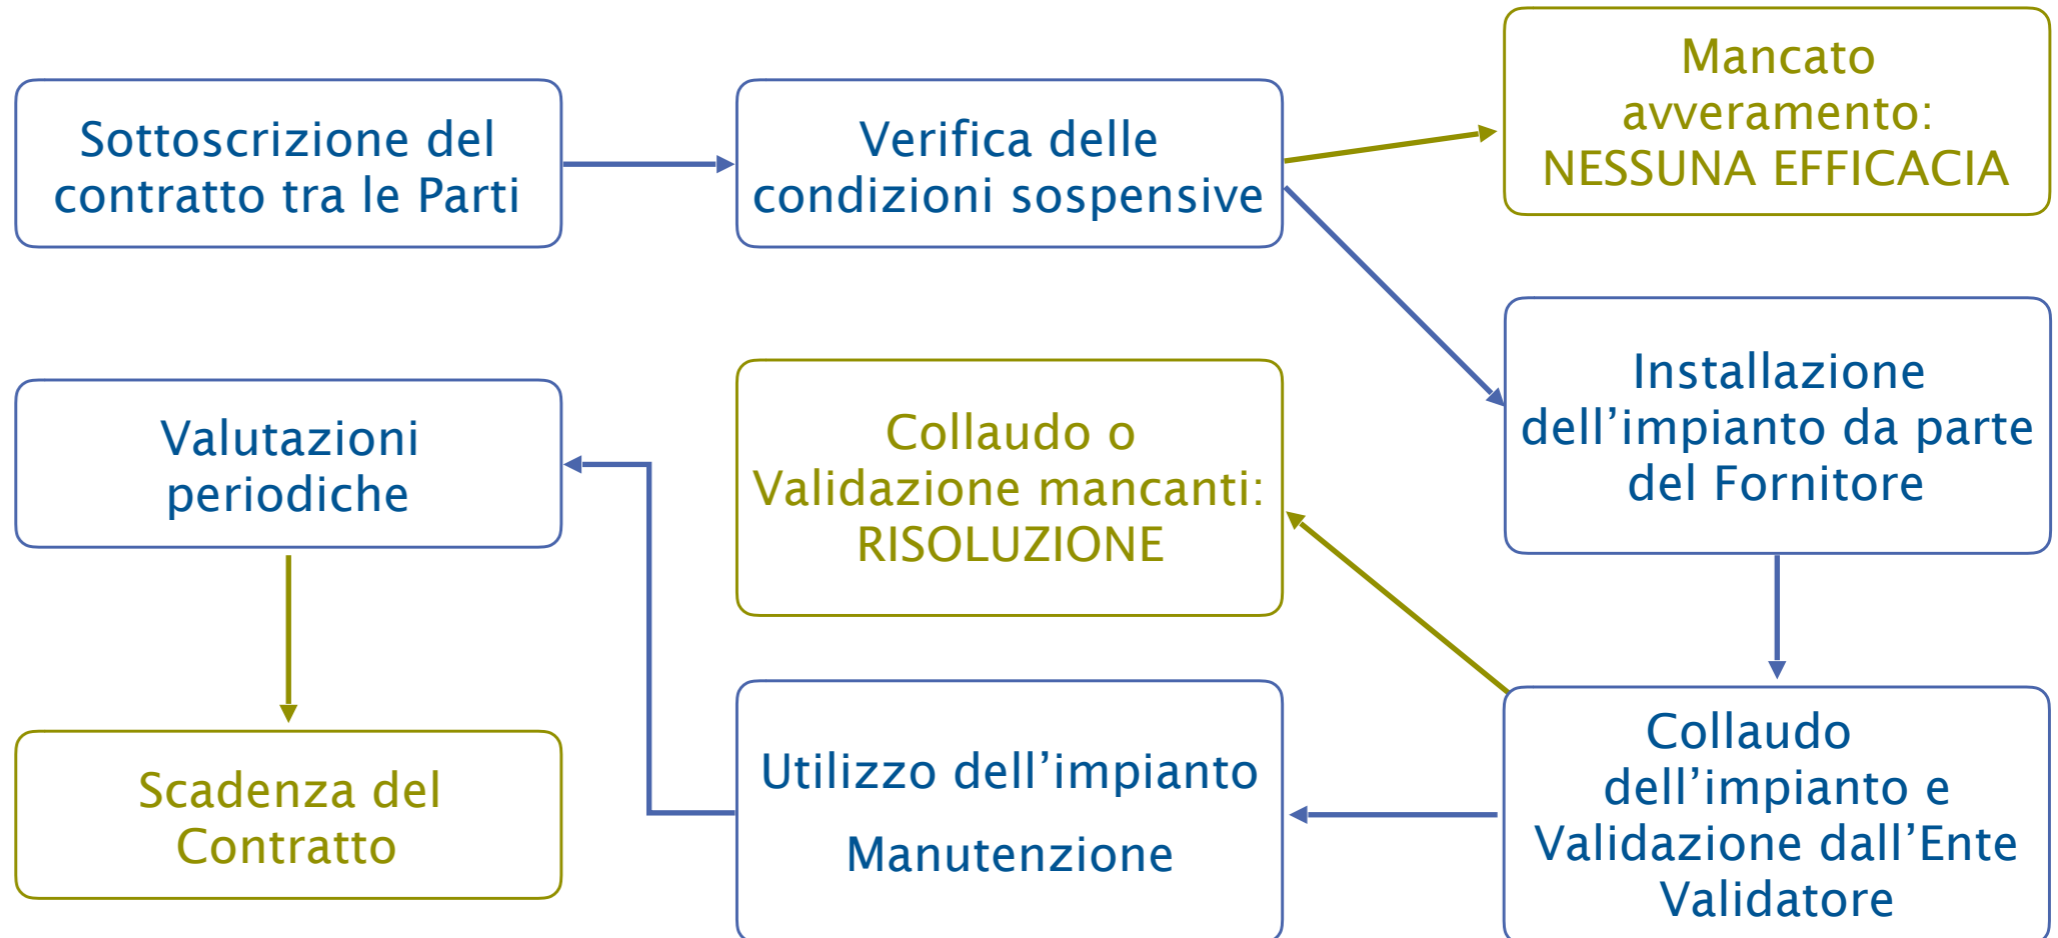 Sottoscrizione del
contratto tra le Parti
Verifica delle
condizioni sospensive
Mancato
avveramento:
NESSUNA EFFICACIA
Installazione
dell’impianto da parte
del Fornitore
Collaudo
dell’impianto e
Validazione dall’Ente
Validatore
Collaudo o
Validazione mancanti:
RISOLUZIONE
Utilizzo dell’impianto
Manutenzione
Valutazioni
periodiche
Scadenza del
Contratto